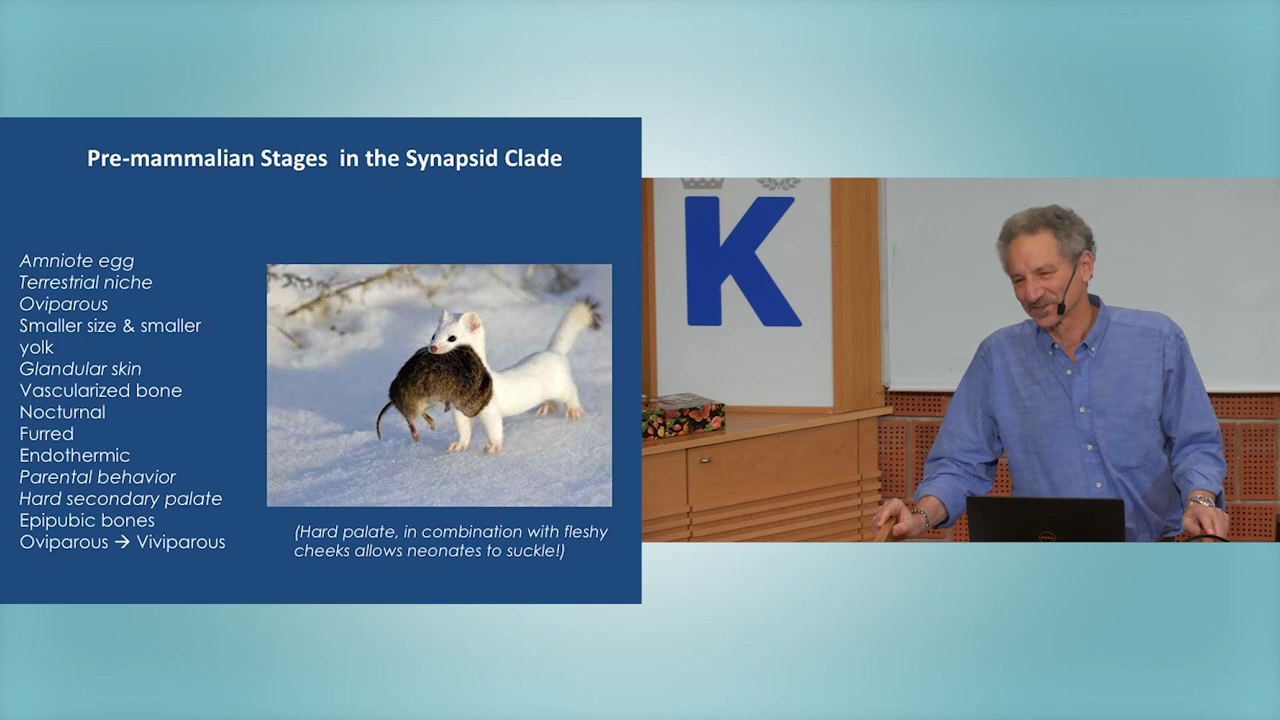 Pre-mammalian Stages in the Synapsid Clade
Amniote egg
Terrestrial niche
Oviparous
Smaller size & smaller
yolk
Glandular skin
Vascularized bone
Nocturnal
Furred
Endothermic
Parental behavior
Hard secondary palate
Epipubic bones
Oviparous → Viviparous
(Hard palate, in combination with fleshy
cheeks allows neonates to suckle!)
K
DELL